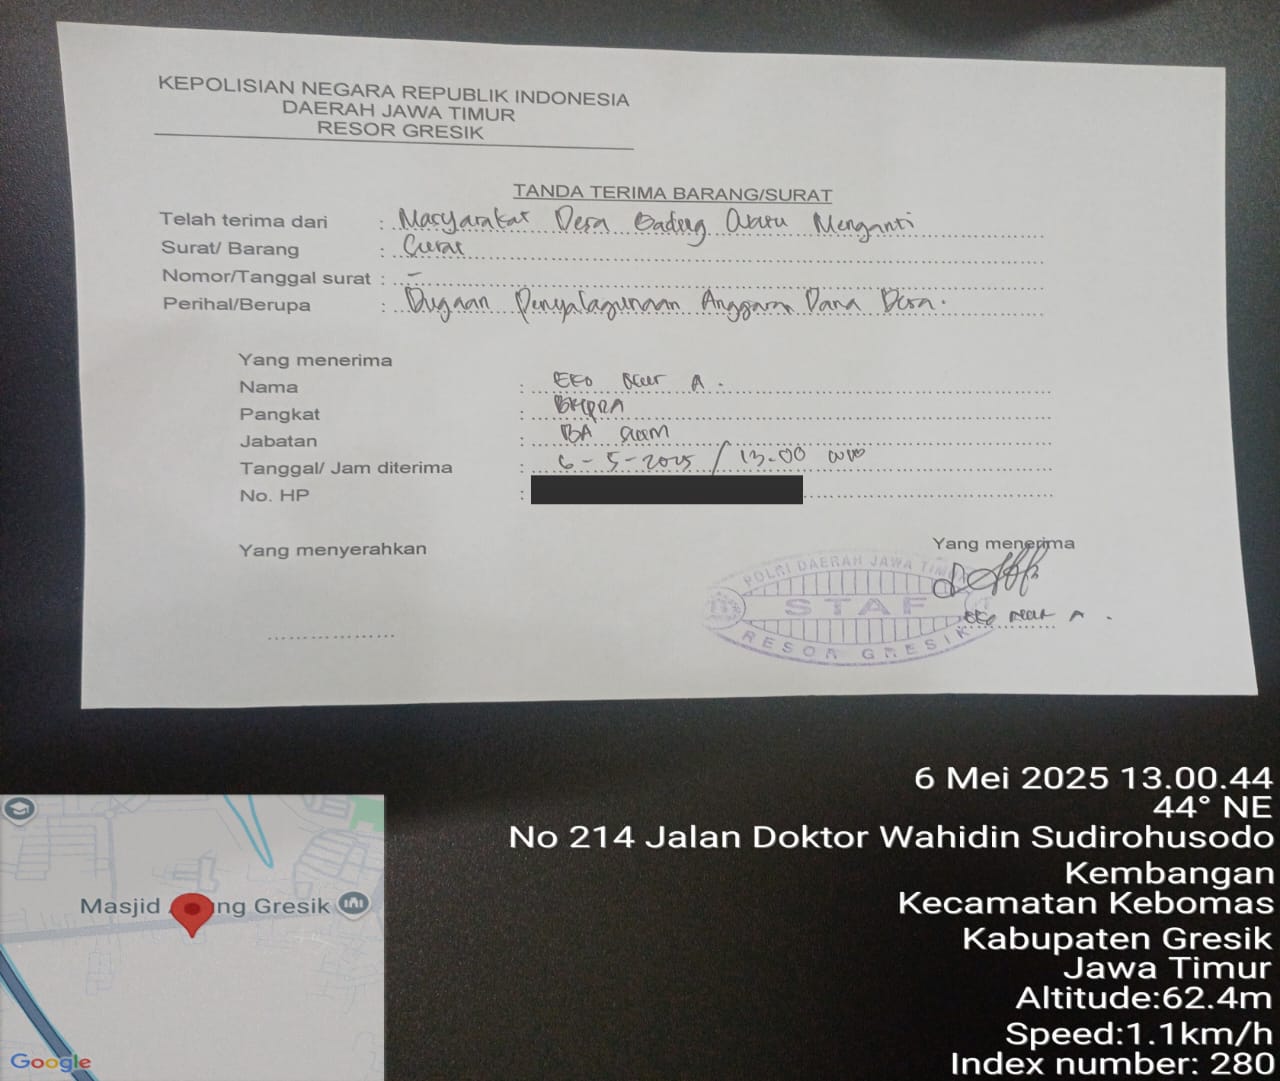 KEPOLISIAN NEGARA REPUBLIK INDONESIA
DAERAH JAWA TIMUR
RESOR GRESIK
TANDA TERIMA BARANG/SURAT
Telah terima dari : Masyarakat Desa Menganti
Surat/ Barang : Surat
Nomor/Tanggal surat : -
Perihal/Berupa : Dugaan Penyalagunaan Anggaran Dana Desa.
Yang menerima
Nama : EKO A.
Pangkat :
Jabatan : BA
Tanggal/ Jam diterima : 6-5-2025 / 13.00 WIB
No. HP :
Yang menyerahkan
Yang menerima
POLRI DAERAH JAWA TIMUR
STAF
RESOR GRESIK
EKO A.
6 Mei 2025 13.00.44
44° NE
No 214 Jalan Doktor Wahidin Sudirohusodo
Kembangan
Kecamatan Kebomas
Kabupaten Gresik
Jawa Timur
Altitude:62.4m
Speed:1.1km/h
Index number: 280
Masjid ng Gresik
Google